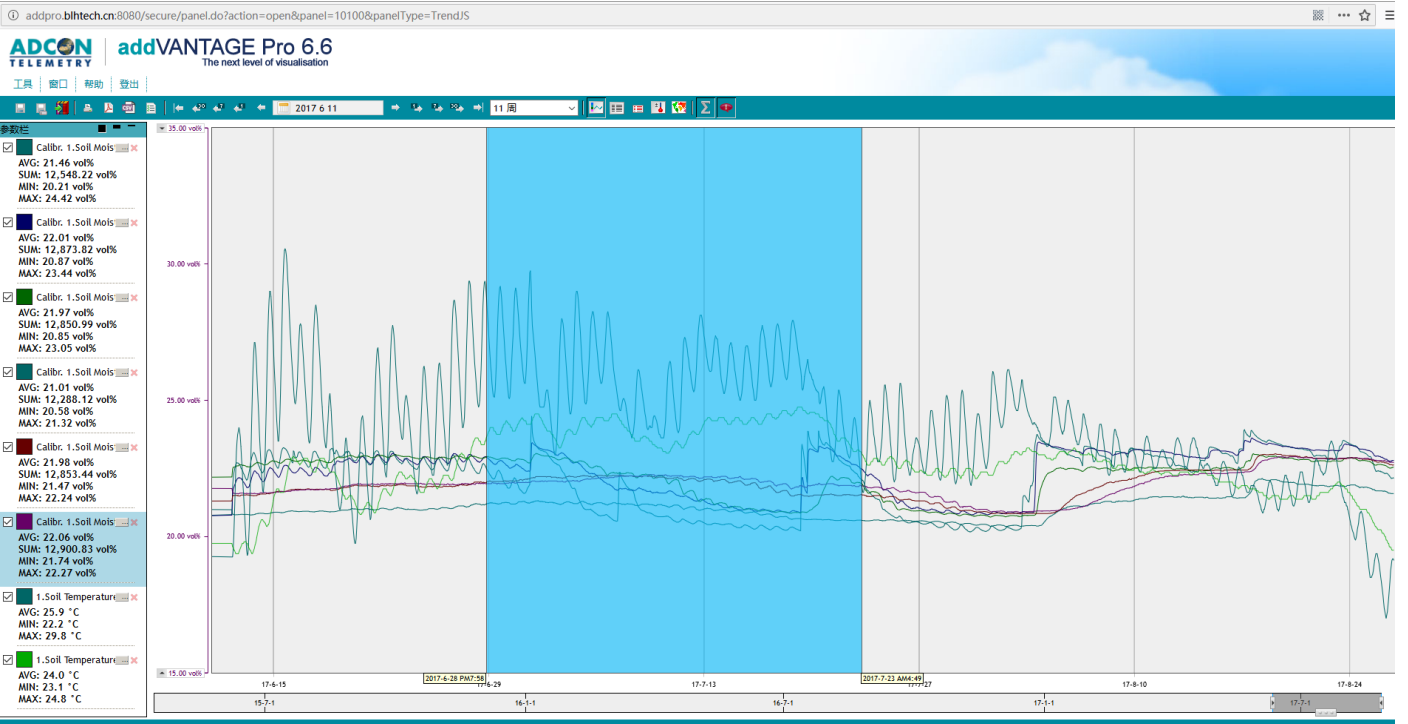 addpro.blhtech.cn:8080/secure/panel.do?action=open&panel=10100&panelType=TrendJS
ADCON
TELEMETRY
addVANTAGE Pro 6.6
The next level of visualisation
工具 窗口 帮助 登出
2017 6 11
11 周
参数栏
Calibr. 1.Soil Mois
AVG: 21.46 vol%
SUM: 12,548.22 vol%
MIN: 20.21 vol%
MAX: 24.42 vol%
Calibr. 1.Soil Mois
AVG: 22.01 vol%
SUM: 12,873.82 vol%
MIN: 20.87 vol%
MAX: 23.44 vol%
Calibr. 1.Soil Mois
AVG: 21.97 vol%
SUM: 12,850.99 vol%
MIN: 20.85 vol%
MAX: 23.05 vol%
Calibr. 1.Soil Mois
AVG: 21.01 vol%
SUM: 12,288.12 vol%
MIN: 20.58 vol%
MAX: 21.32 vol%
Calibr. 1.Soil Mois
AVG: 21.98 vol%
SUM: 12,853.44 vol%
MIN: 21.47 vol%
MAX: 22.24 vol%
Calibr. 1.Soil Mois
AVG: 22.06 vol%
SUM: 12,900.83 vol%
MIN: 21.74 vol%
MAX: 22.27 vol%
1.Soil Temperature
AVG: 25.9 °C
MIN: 22.2 °C
MAX: 29.8 °C
1.Soil Temperature
AVG: 24.0 °C
MIN: 23.1 °C
MAX: 24.8 °C
35.00 vol%
30.00 vol%
25.00 vol%
20.00 vol%
15.00 vol%
2017-6-28 PM7:58
2017-7-23 AM4:49
17-6-15 17-6-29 17-7-13 17-7-27 17-8-10 17-8-24
15-7-1 16-1-1 16-7-1 17-1-1 17-7-1